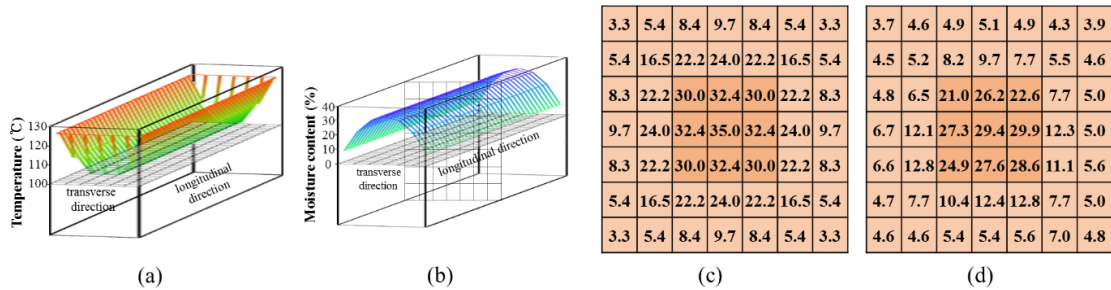 Temperature (℃)
130
120
110
100
transverse
direction
longitudinal
direction
(a)
Moisture content (%)
40
30
20
10
0
transverse
direction
longitudinal direction
(b)
3.3 5.4 8.4 9.7 8.4 5.4 3.3
5.4 16.5 22.2 24.0 22.2 16.5 5.4
8.3 22.2 30.0 32.4 30.0 22.2 8.3
9.7 24.0 32.4 35.0 32.4 24.0 9.7
8.3 22.2 30.0 32.4 30.0 22.2 8.3
5.4 16.5 22.2 24.0 22.2 16.5 5.4
3.3 5.4 8.4 9.7 8.4 5.4 3.3
(c)
3.7 4.6 4.9 5.1 4.9 4.3 3.9
4.5 5.2 8.2 9.7 7.7 5.5 4.6
4.8 6.5 21.0 26.2 22.6 7.7 5.0
6.7 12.1 27.3 29.4 29.9 12.3 5.0
6.6 12.8 24.9 27.6 28.6 11.1 5.6
4.7 7.7 10.4 12.4 12.8 7.7 5.0
4.6 4.6 5.4 5.4 5.6 7.0 4.8
(d)